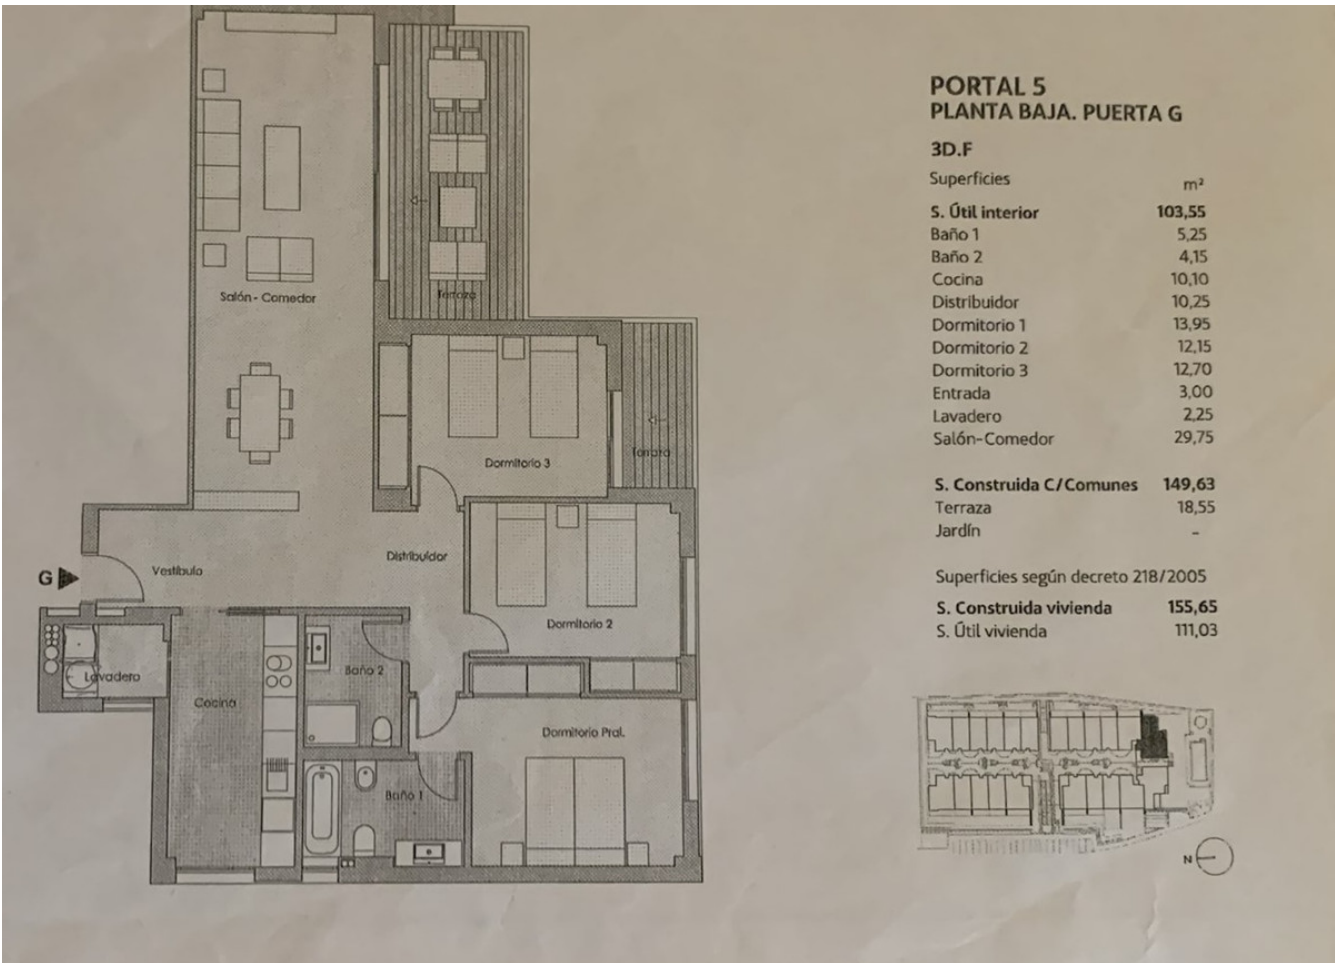 PORTAL 5
PLANTA BAJA. PUERTA G
3D.F
Superficies m²
S. Útil interior 103,55
Baño 1 5,25
Baño 2 4,15
Cocina 10,10
Distribuidor 10,25
Dormitorio 1 13,95
Dormitorio 2 12,15
Dormitorio 3 12,70
Entrada 3,00
Lavadero 2,25
Salón-Comedor 29,75
S. Construida C/Comunes 149,63
Terraza 18,55
Jardín -
Superficies según decreto 218/2005
S. Construida vivienda 155,65
S. Útil vivienda 111,03
N
Salón - Comedor
Terraza
Dormitorio 3
Terraza
Distribuidor
Vestíbulo
G
Dormitorio 2
Lavadero
Baño 2
Cocina
Dormitorio Pral.
Baño 1